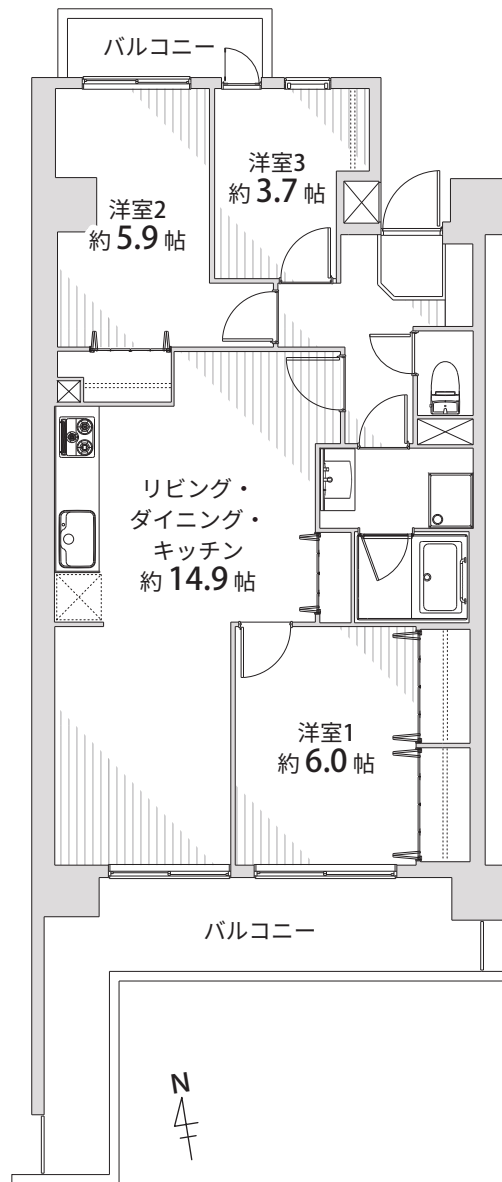 バルコニー
洋室3
約 3.7 帖
洋室2
約 5.9 帖
リビング・
ダイニング・
キッチン
約 14.9 帖
洋室1
約 6.0 帖
バルコニー
N